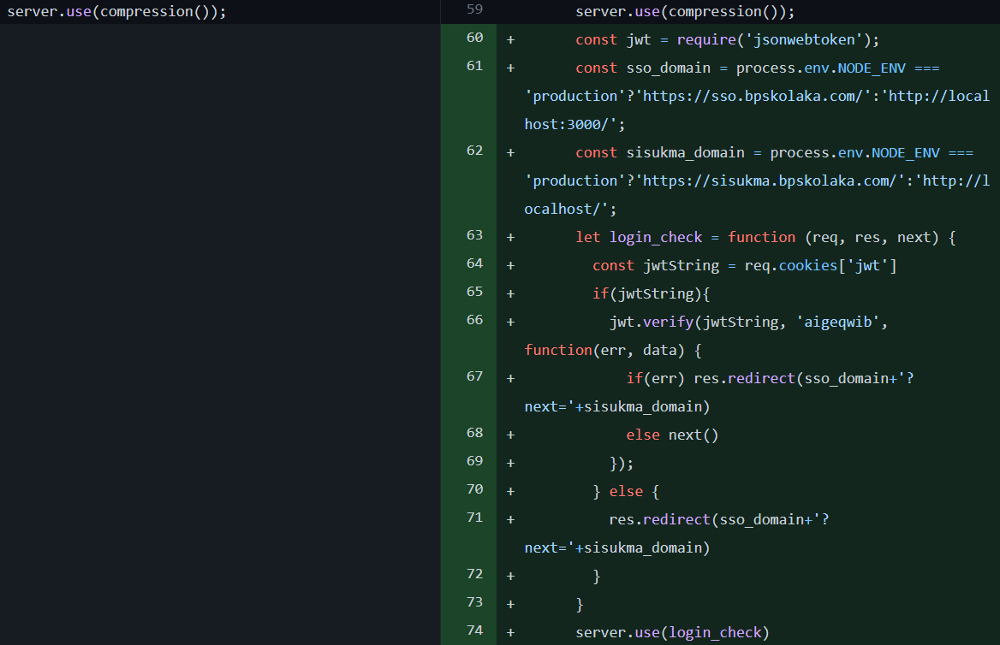 server.use(compression());
59 server.use(compression());
60 + const jwt = require('jsonwebtoken');
61 + const sso_domain = process.env.NODE_ENV ===
'production'?'https://sso.bpskolaka.com/':'http://local
host:3000/';
62 + const sisukma_domain = process.env.NODE_ENV ===
'production'?'https://sisukma.bpskolaka.com/':'http://l
ocalhost/';
63 + let login_check = function (req, res, next) {
64 + const jwtString = req.cookies['jwt']
65 + if(jwtString){
66 + jwt.verify(jwtString, 'aigeqwib',
function(err, data) {
67 + if(err) res.redirect(sso_domain+'?
next='+sisukma_domain)
68 + else next()
69 + });
70 + } else {
71 + res.redirect(sso_domain+'?
next='+sisukma_domain)
72 + }
73 + }
74 + server.use(login_check)